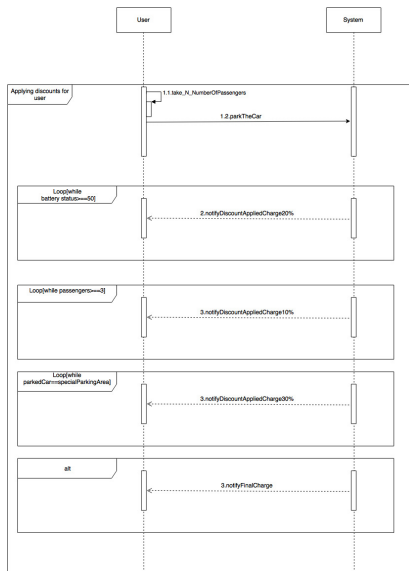 User
System
Applying discounts for
user
1.1.take_N_NumberOfPassengers
1.2.parkTheCar
Loop[while
battery status>==50]
2.notifyDiscountAppliedCharge20%
Loop[while passengers>==3]
3.notifyDiscountAppliedCharge10%
Loop[while
parkedCar==specialParkingArea]
3.notifyDiscountAppliedCharge30%
alt
3.notifyFinalCharge